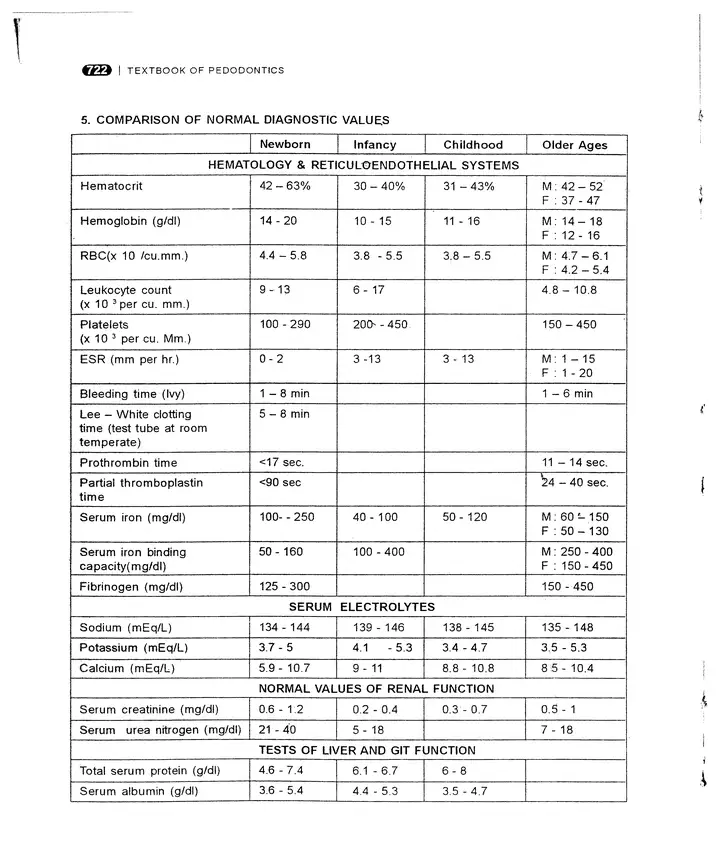 722 | TEXTBOOK OF PEDODONTICS
5. COMPARISON OF NORMAL DIAGNOSTIC VALUES
Newborn Infancy Childhood Older Ages
HEMATOLOGY & RETICULOENDOTHELIAL SYSTEMS
Hematocrit 42 – 63% 30 – 40% 31 – 43% M : 42 – 52
F : 37 - 47
Hemoglobin (g/dl) 14 - 20 10 - 15 11 - 16 M : 14 – 18
F : 12 - 16
RBC(x 10 /cu.mm.) 4.4 – 5.8 3.8 - 5.5 3.8 – 5.5 M : 4.7 – 6.1
F : 4.2 – 5.4
Leukocyte count 9 - 13 6 - 17 4.8 – 10.8
(x 10 ³ per cu. mm.)
Platelets 100 - 290 200 - 450 150 – 450
(x 10 ³ per cu. Mm.)
ESR (mm per hr.) 0 - 2 3 -13 3 - 13 M : 1 – 15
F : 1 - 20
Bleeding time (Ivy) 1 – 8 min 1 – 6 min
Lee – White clotting 5 – 8 min
time (test tube at room
temperate)
Prothrombin time <17 sec. 11 – 14 sec.
Partial thromboplastin <90 sec 24 – 40 sec.
time
Serum iron (mg/dl) 100- - 250 40 - 100 50 - 120 M : 60 – 150
F : 50 – 130
Serum iron binding 50 - 160 100 - 400 M : 250 - 400
capacity(mg/dl) F : 150 - 450
Fibrinogen (mg/dl) 125 - 300 150 - 450
SERUM ELECTROLYTES
Sodium (mEq/L) 134 - 144 139 - 146 138 - 145 135 - 148
Potassium (mEq/L) 3.7 - 5 4.1 - 5.3 3.4 - 4.7 3.5 - 5.3
Calcium (mEq/L) 5.9 - 10.7 9 - 11 8.8 - 10.8 8 5 - 10.4
NORMAL VALUES OF RENAL FUNCTION
Serum creatinine (mg/dl) 0.6 - 1.2 0.2 - 0.4 0.3 - 0.7 0.5 - 1
Serum urea nitrogen (mg/dl) 21 - 40 5 - 18 7 - 18
TESTS OF LIVER AND GIT FUNCTION
Total serum protein (g/dl) 4.6 - 7.4 6.1 - 6.7 6 - 8
Serum albumin (g/dl) 3.6 - 5.4 4.4 - 5.3 3.5 - 4.7